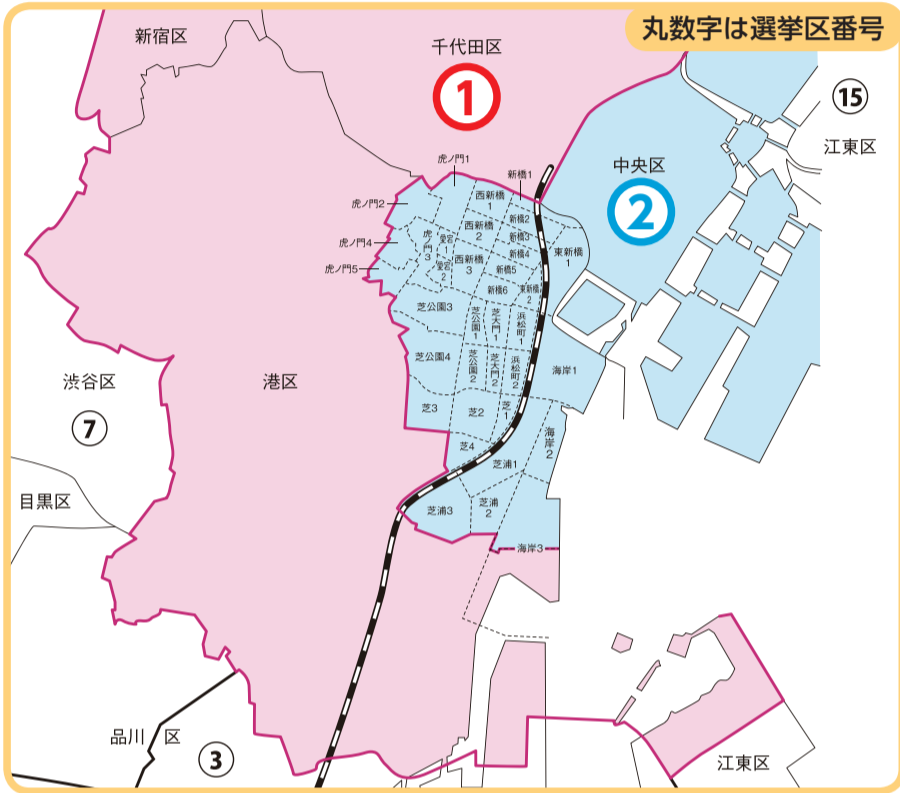 丸数字は選挙区番号
新宿区
千代田区
①
⑮
江東区
中央区
②
虎ノ門1
新橋1
虎ノ門2
西新橋
1
新橋2
虎ノ門4
虎ノ門
3
愛宕
1
西新橋
2
新橋3
東新橋
1
虎ノ門5
愛宕
2
西新橋
3
新橋4
新橋5
新橋6
東新橋
2
芝公園3
芝公園
1
芝大門
1
浜松町
1
芝公園4
芝公園
2
芝大門
2
浜松町
2
海岸1
渋谷区
港区
⑦
芝3
芝2
芝
1
芝4
海岸
2
芝浦1
目黒区
芝浦3
芝浦
2
海岸3
品川 区
③
江東区